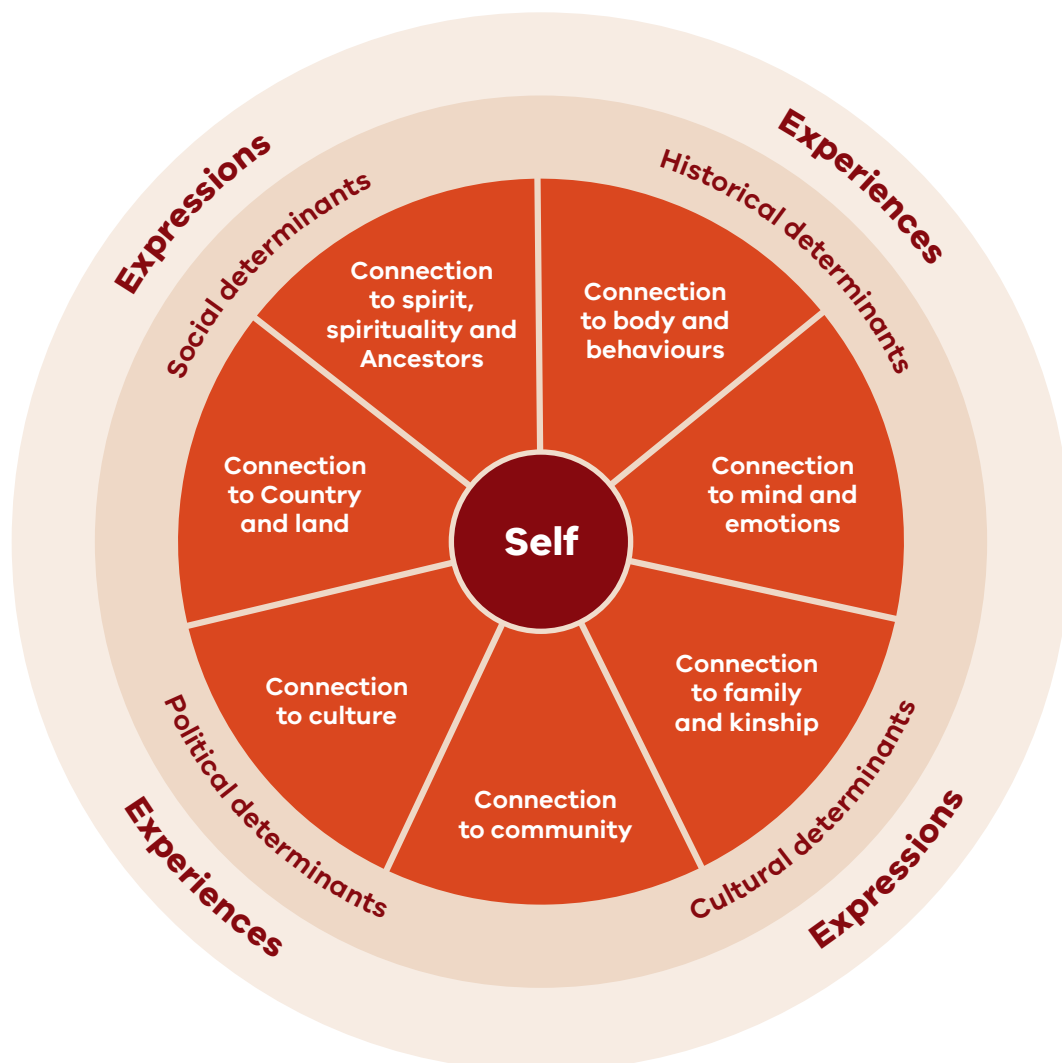 Expressions
Experiences
Social determinants
Historical determinants
Connection
to spirit,
spirituality and
Ancestors
Connection
to body and
behaviours
Connection
to Country
and land
Connection
to mind and
emotions
Self
Connection
to culture
Connection
to family
and kinship
Connection
to community
Political determinants
Cultural determinants
Experiences
Expressions